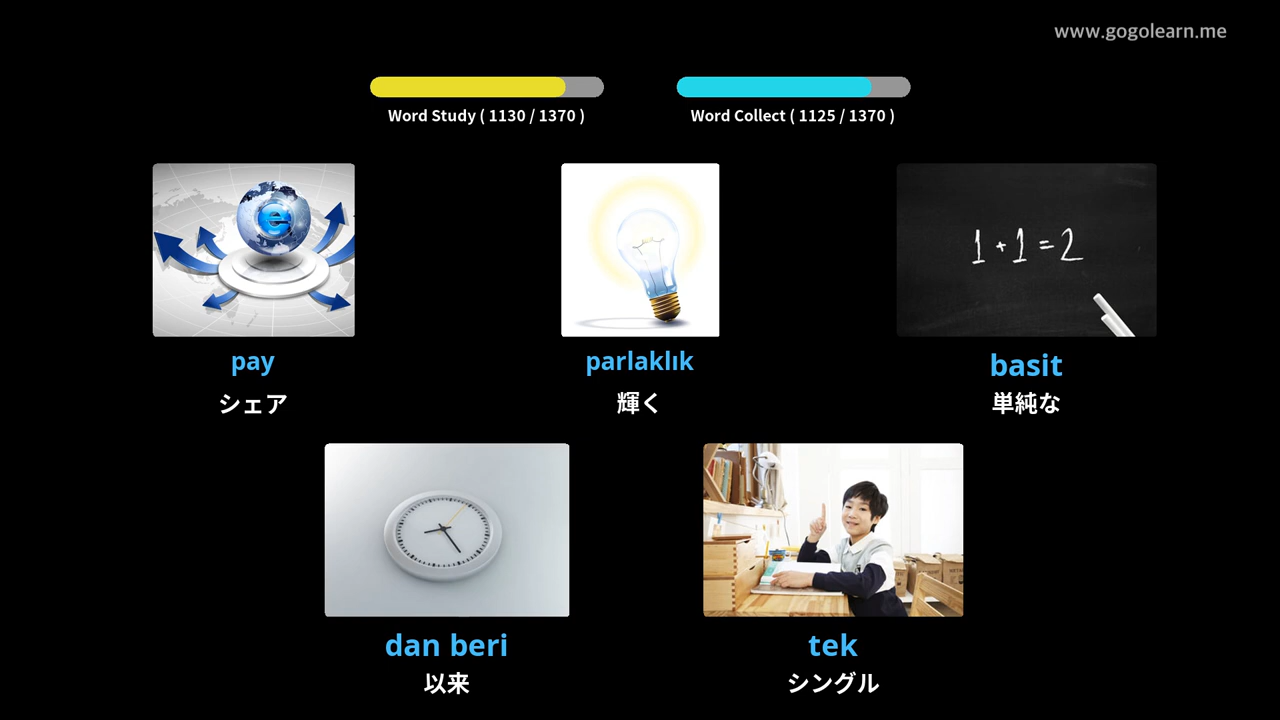 www.gogolearn.me
Word Study ( 1130 / 1370 )
Word Collect ( 1125 / 1370 )
e
1+1=2
pay
parlaklık
basit
シェア
輝く
単純な
dan beri
tek
以来
シングル